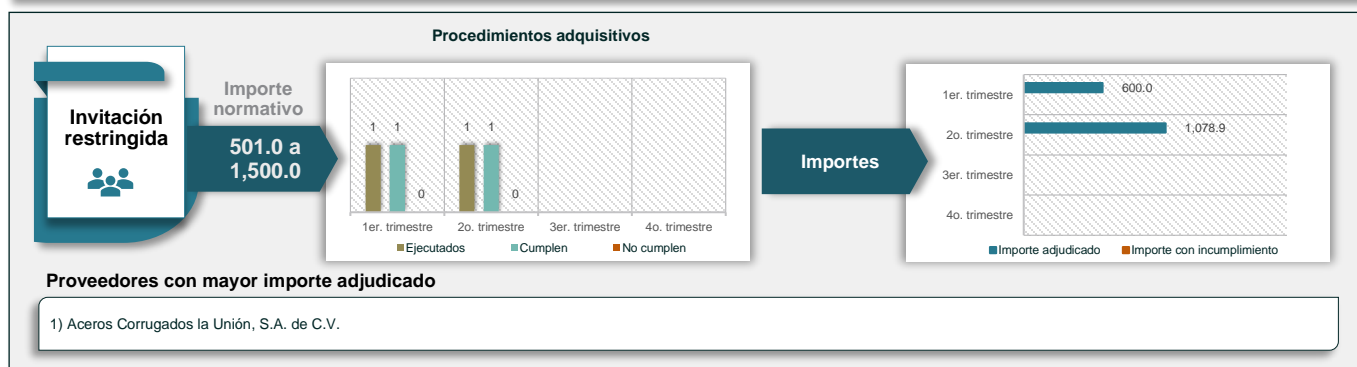 Procedimientos adquisitivos
Invitación
restringida
Importe
normativo
501.0 a
1,500.0
1 1
0
1 1
0
1er. trimestre 2o. trimestre 3er. trimestre 4o. trimestre
Ejecutados Cumplen No cumplen
Importes
1er. trimestre 600.0
2o. trimestre 1,078.9
3er. trimestre
4o. trimestre
Importe adjudicado Importe con incumplimiento
Proveedores con mayor importe adjudicado
1) Aceros Corrugados la Unión, S.A. de C.V.